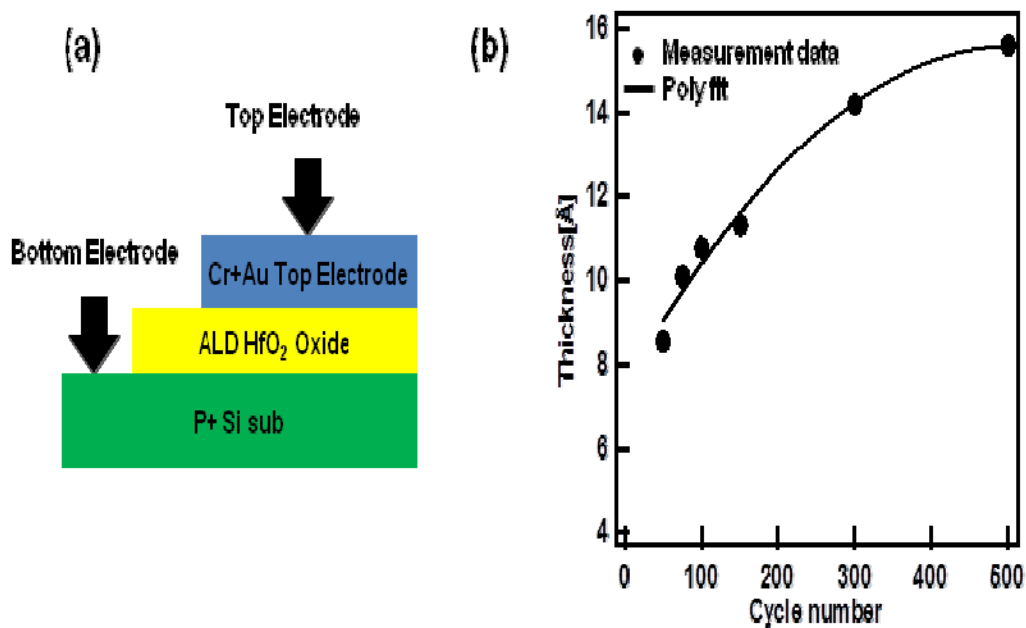 (a)
Top Electrode
Bottom Electrode
Cr+Au Top Electrode
ALD HfO₂ Oxide
P+ Si sub
(b)
Measurement data
Poly fit
Thickness[Å]
16
14
12
10
8
6
4
0 100 200 300 400 500
Cycle number